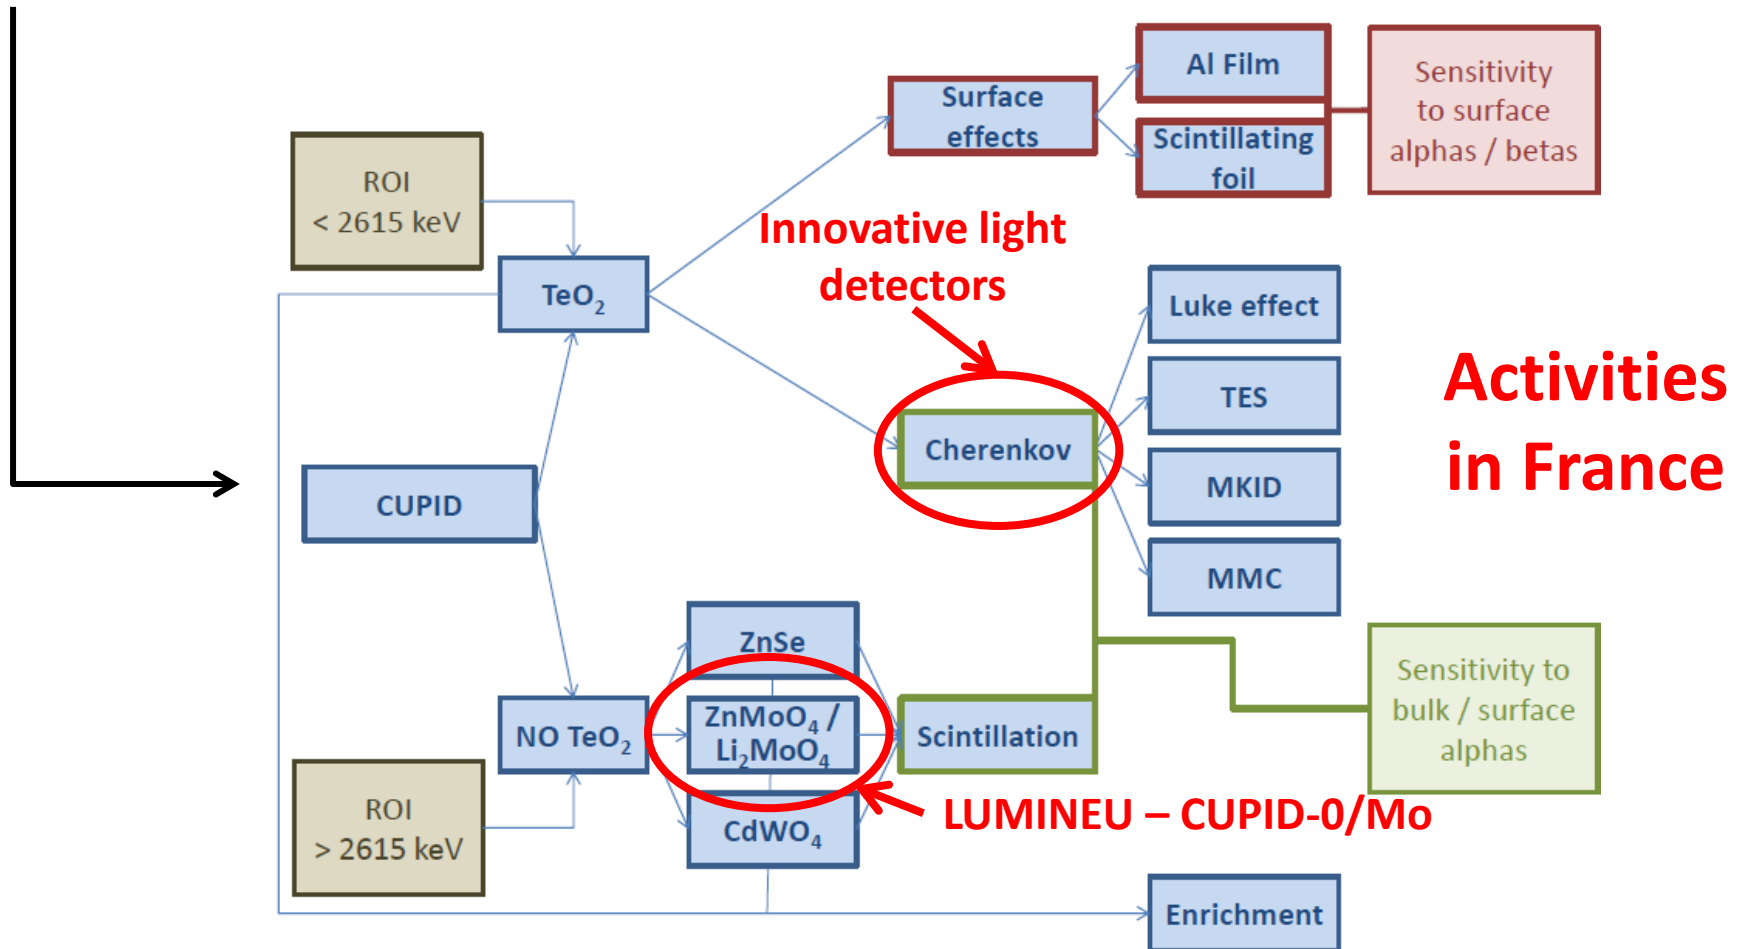 Al Film
Surface
effects
Scintillating
foil
Sensitivity
to surface
alphas / betas
ROI
< 2615 keV
Innovative light
detectors
TeO₂
Luke effect
TES
Cherenkov
MKID
MMC
Activities
in France
CUPID
ZnSe
NO TeO₂
ZnMoO₄ /
Li₂MoO₄
Scintillation
CdWO₄
Sensitivity to
bulk / surface
alphas
ROI
> 2615 keV
LUMINEU – CUPID-0/Mo
Enrichment